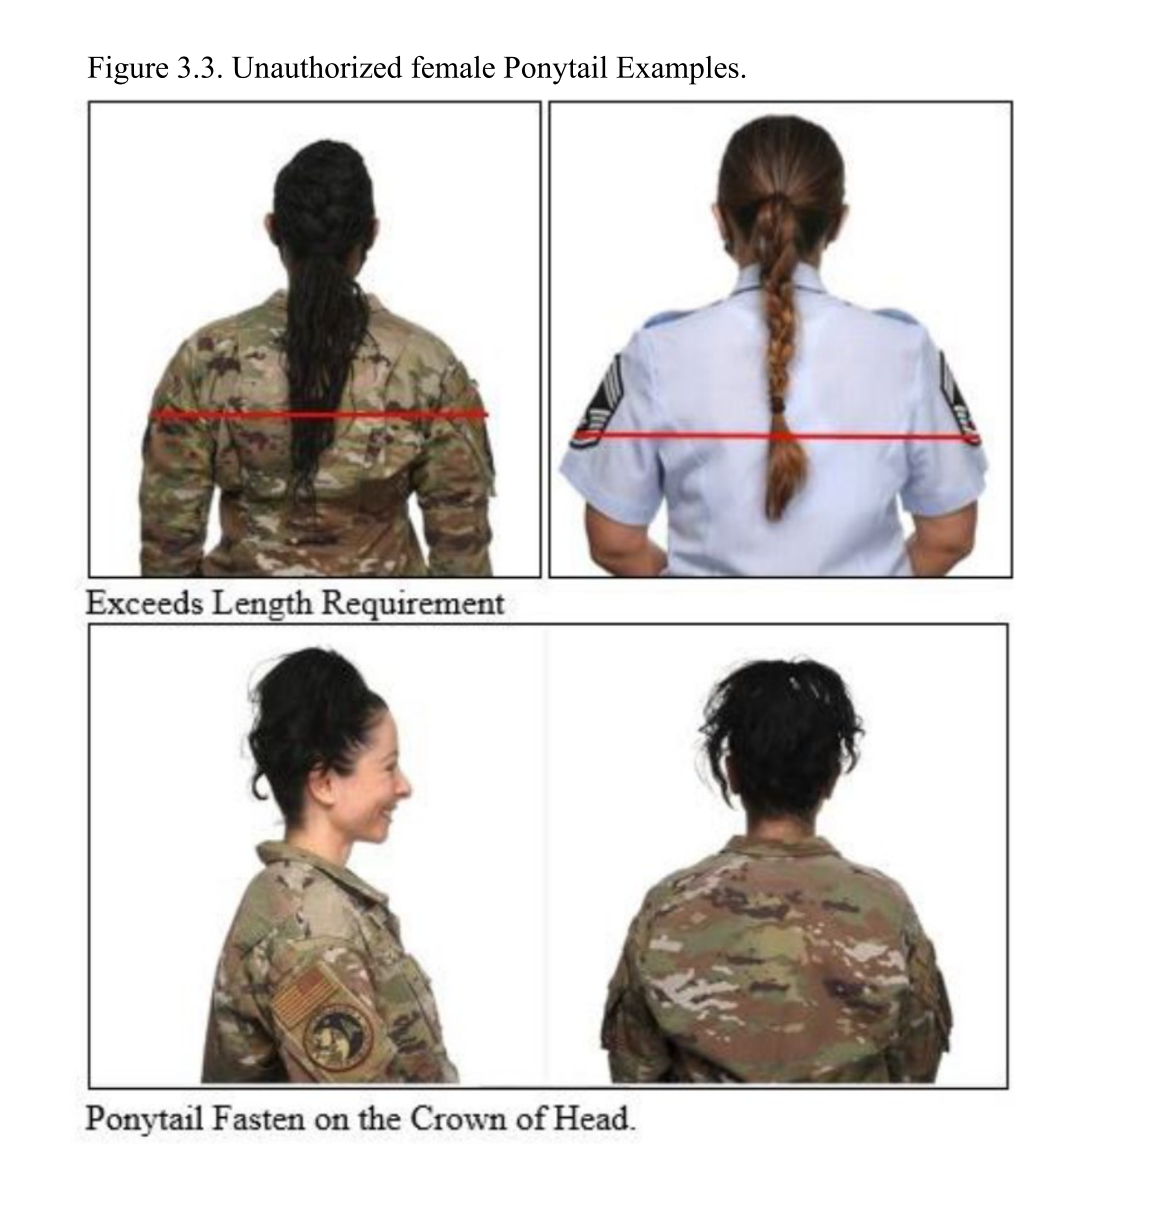 Figure 3.3. Unauthorized female Ponytail Examples.
Exceeds Length Requirement
Ponytail Fasten on the Crown of Head.